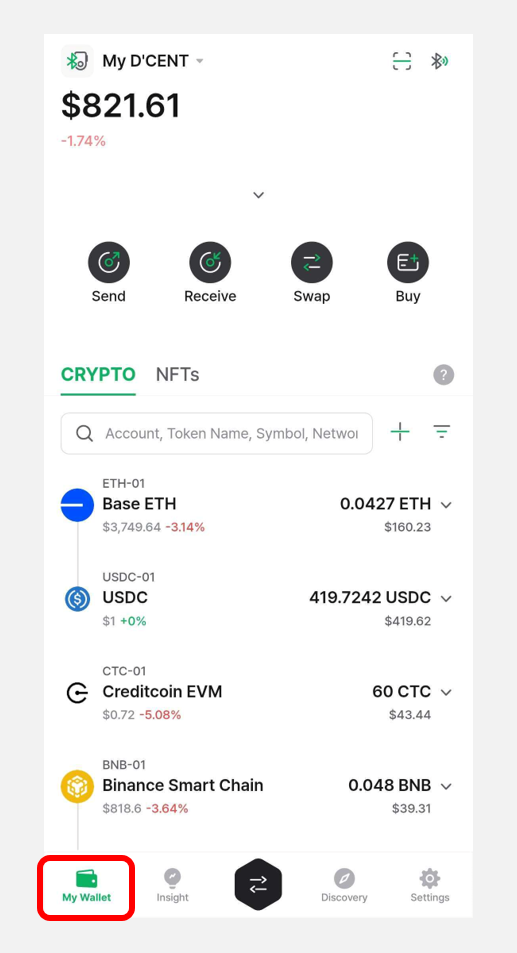 My D'CENT
$821.61
-1.74%
Send Receive Swap Buy
CRYPTO NFTs ?
Account, Token Name, Symbol, Networ
ETH-01
Base ETH 0.0427 ETH
$3,749.64 -3.14% $160.23
USDC-01
USDC 419.7242 USDC
$1 +0% $419.62
CTC-01
Creditcoin EVM 60 CTC
$0.72 -5.08% $43.44
BNB-01
Binance Smart Chain 0.048 BNB
$818.6 -3.64% $39.31
My Wallet Insight Discovery Settings